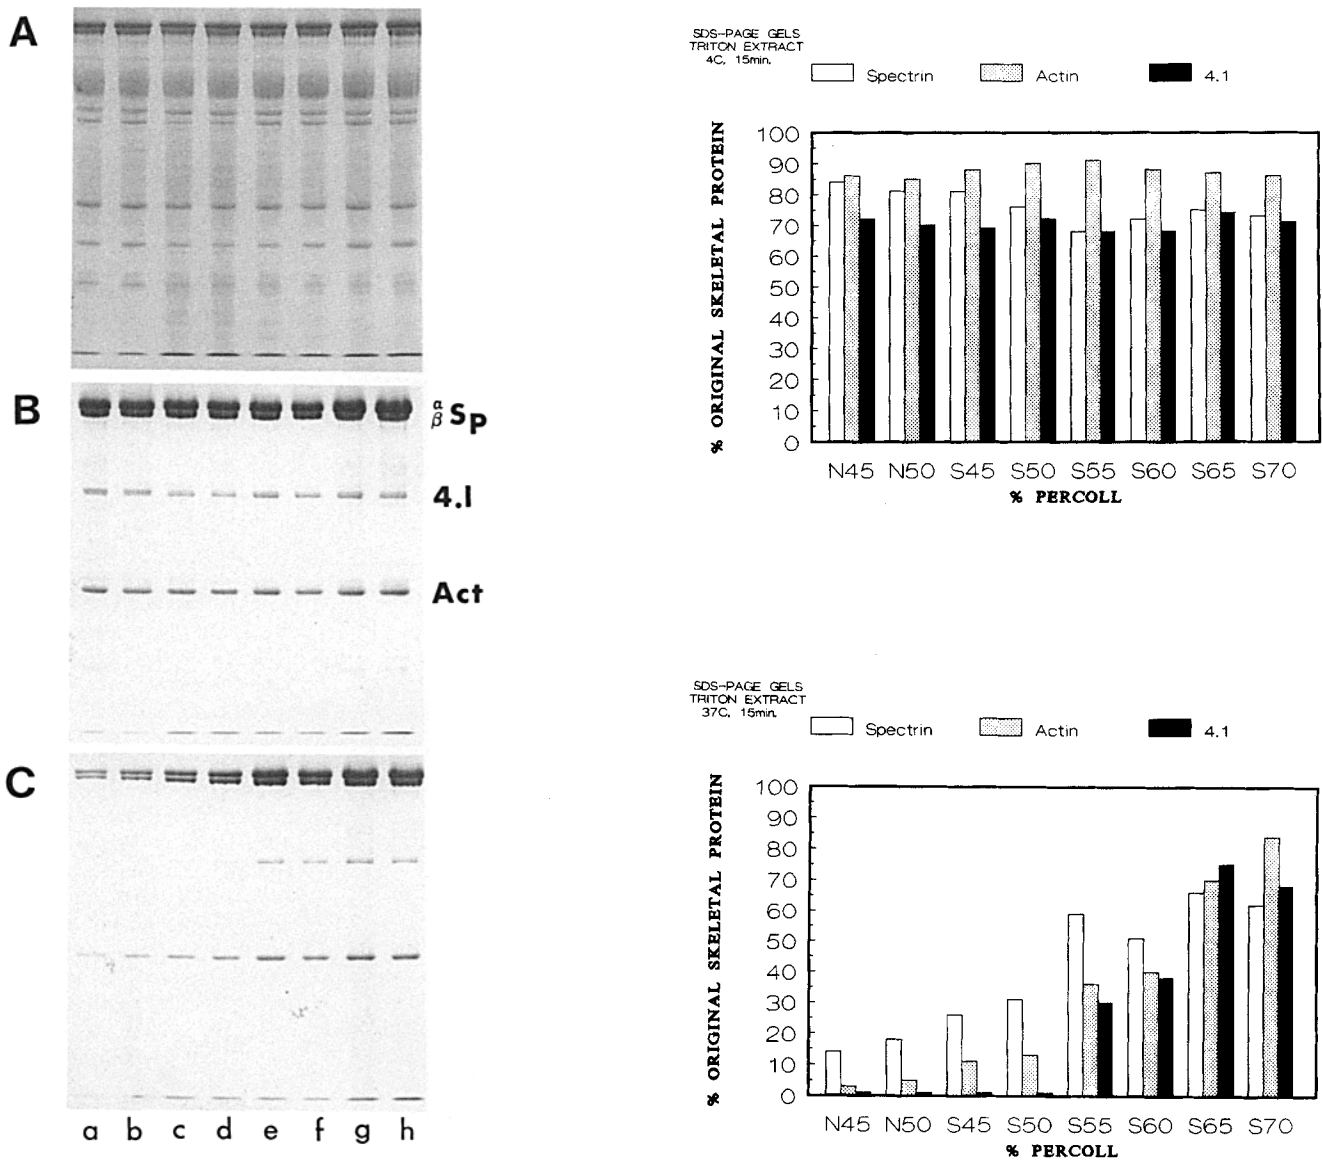 A
B
α
β Sp
4.1
Act
C
a b c d e f g h
SDS-PAGE GELS
TRITON EXTRACT
4C, 15min.
Spectrin Actin 4.1
% ORIGINAL SKELETAL PROTEIN
100
90
80
70
60
50
40
30
20
10
0
N45 N50 S45 S50 S55 S60 S65 S70
% PERCOLL
SDS-PAGE GELS
TRITON EXTRACT
37C, 15min.
Spectrin Actin 4.1
% ORIGINAL SKELETAL PROTEIN
100
90
80
70
60
50
40
30
20
10
0
N45 N50 S45 S50 S55 S60 S65 S70
% PERCOLL